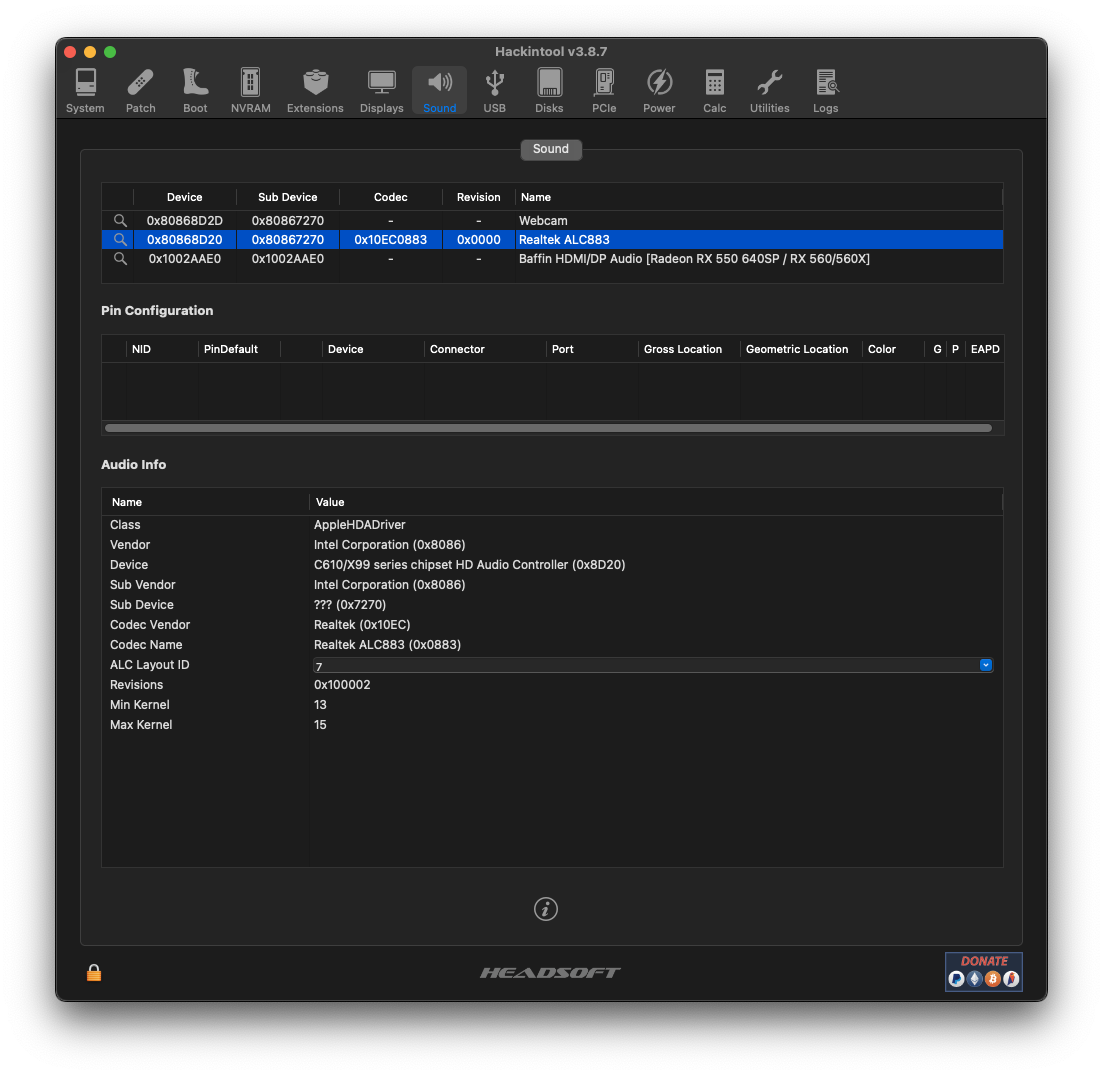 Hackintool v3.8.7
System Patch Boot NVRAM Extensions Displays Sound USB Disks PCIe Power Calc Utilities Logs
Sound
Device Sub Device Codec Revision Name
0x80868D2D 0x80867270 - - Webcam
0x80868D20 0x80867270 0x10EC0883 0x0000 Realtek ALC883
0x1002AAE0 0x1002AAE0 - - Baffin HDMI/DP Audio [Radeon RX 550 640SP / RX 560/560X]
Pin Configuration
NID PinDefault Device Connector Port Gross Location Geometric Location Color G P EAPD
Audio Info
Name Value
Class AppleHDADriver
Vendor Intel Corporation (0x8086)
Device C610/X99 series chipset HD Audio Controller (0x8D20)
Sub Vendor Intel Corporation (0x8086)
Sub Device ??? (0x7270)
Codec Vendor Realtek (0x10EC)
Codec Name Realtek ALC883 (0x0883)
ALC Layout ID 7
Revisions 0x100002
Min Kernel 13
Max Kernel 15
HEADSOFT
DONATE